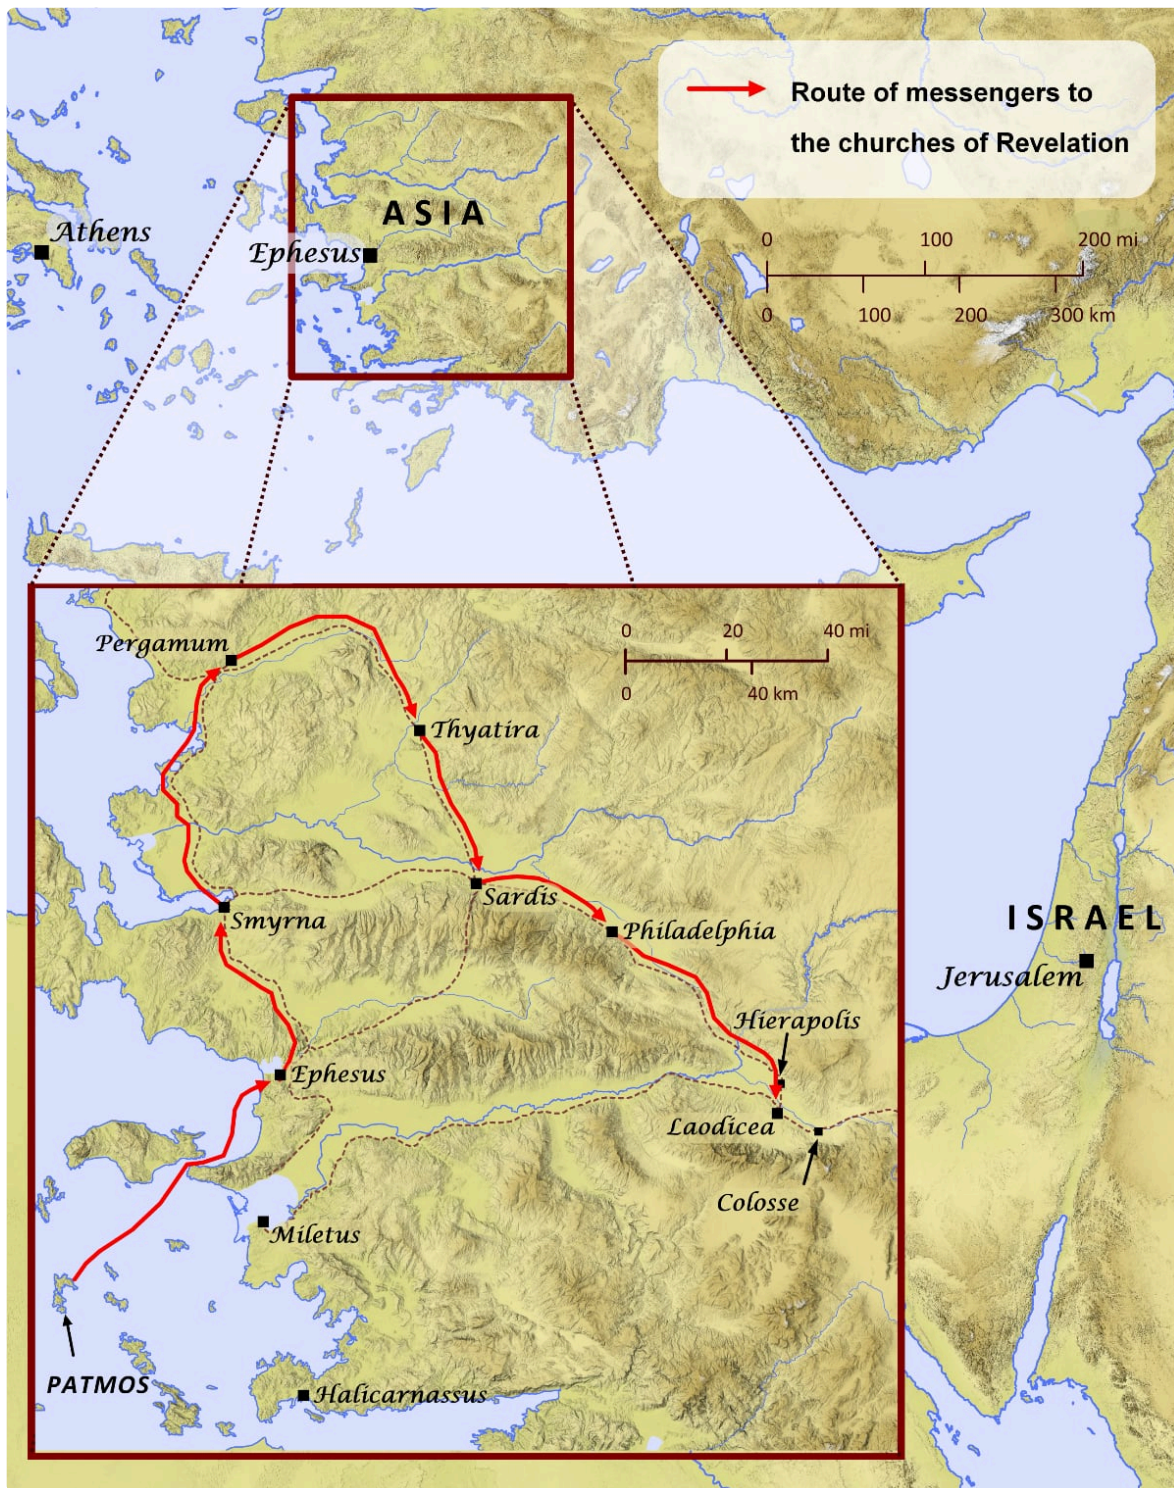 Route of messengers to
the churches of Revelation
ASIA
Athens
Ephesus
0 100 200 mi
0 100 200 300 km
Pergamum
0 20 40 mi
0 40 km
Thyatira
Sardis
Smyrna
Philadelphia
ISRAEL
Jerusalem
Hierapolis
Ephesus
Laodicea
Colosse
Miletus
PATMOS
Halicarnassus